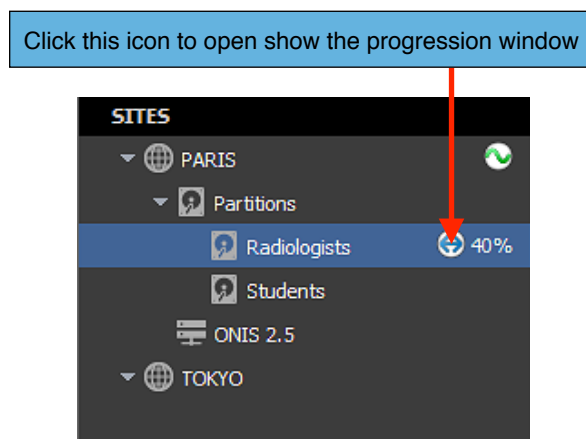 Click this icon to open show the progression window
SITES
PARIS
Partitions
Radiologists 40%
Students
ONIS 2.5
TOKYO